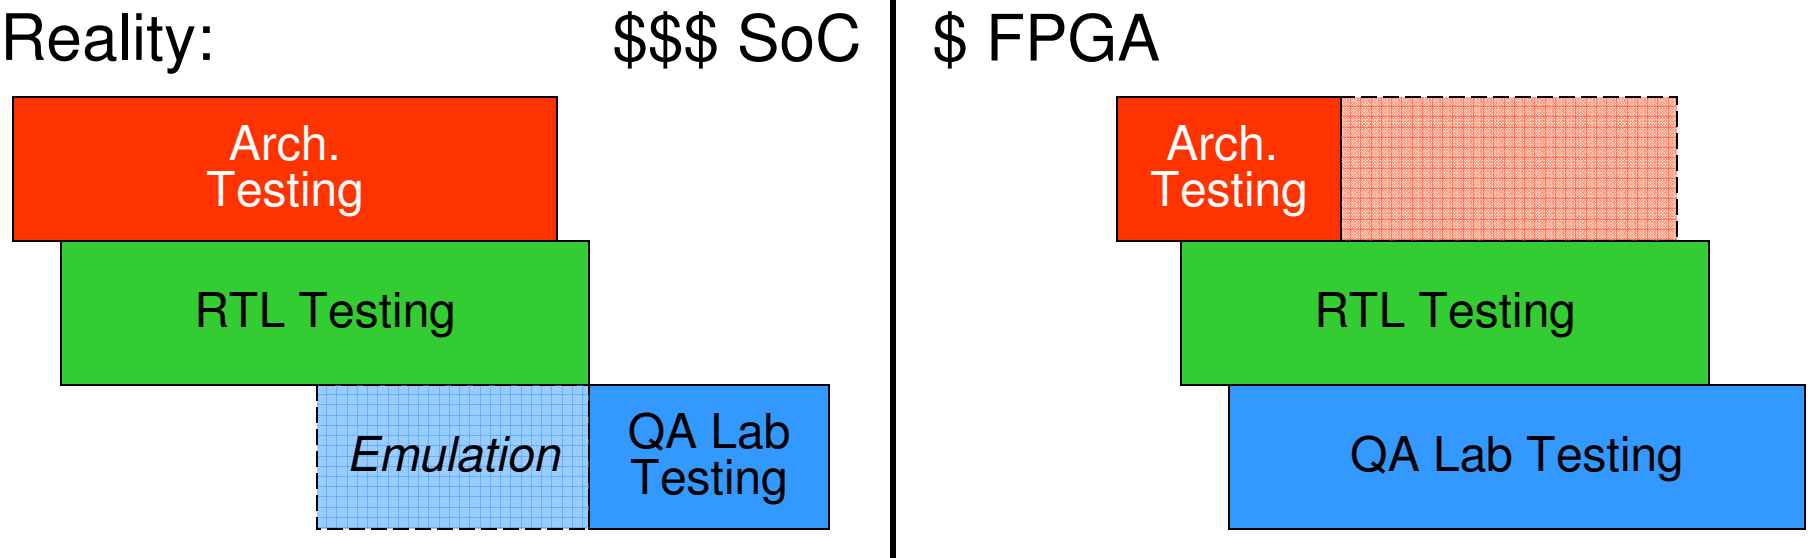 Reality:
$$$ SoC
Arch.
Testing
RTL Testing
Emulation
QA Lab
Testing
$ FPGA
Arch.
Testing
RTL Testing
QA Lab Testing